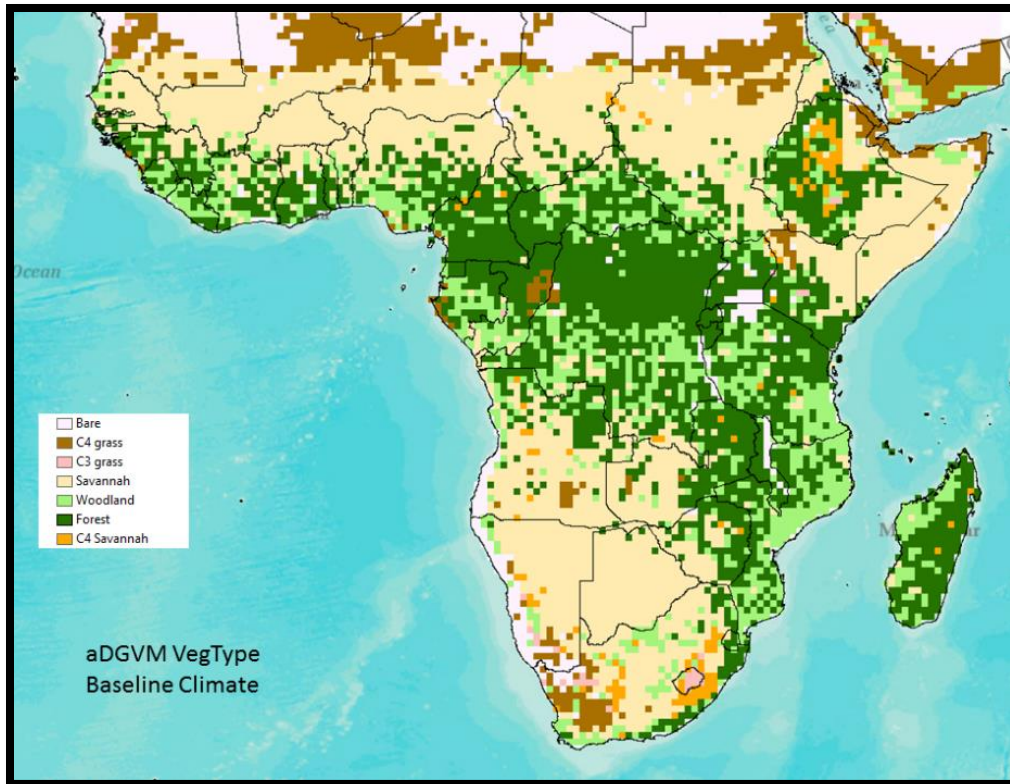 Ocean
Bare
C4 grass
C3 grass
Savannah
Woodland
Forest
C4 Savannah
aDGVM VegType
Baseline Climate